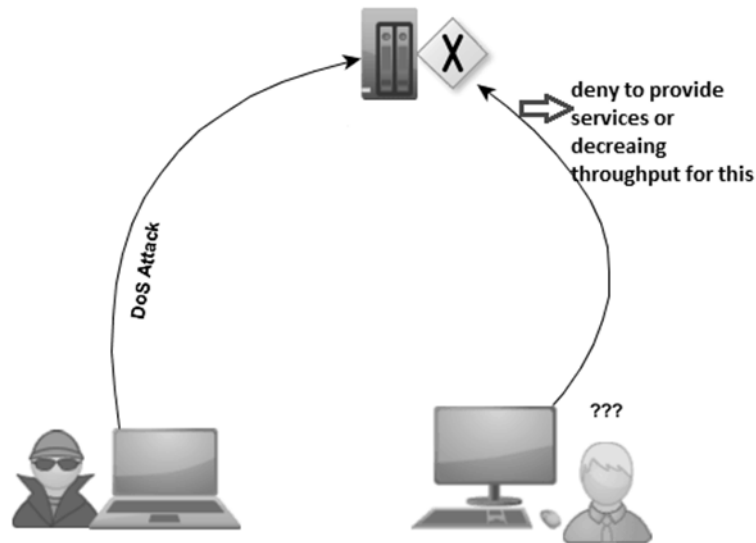 X
deny to provide
services or
decreaing
throughput for this
DoS Attack
???